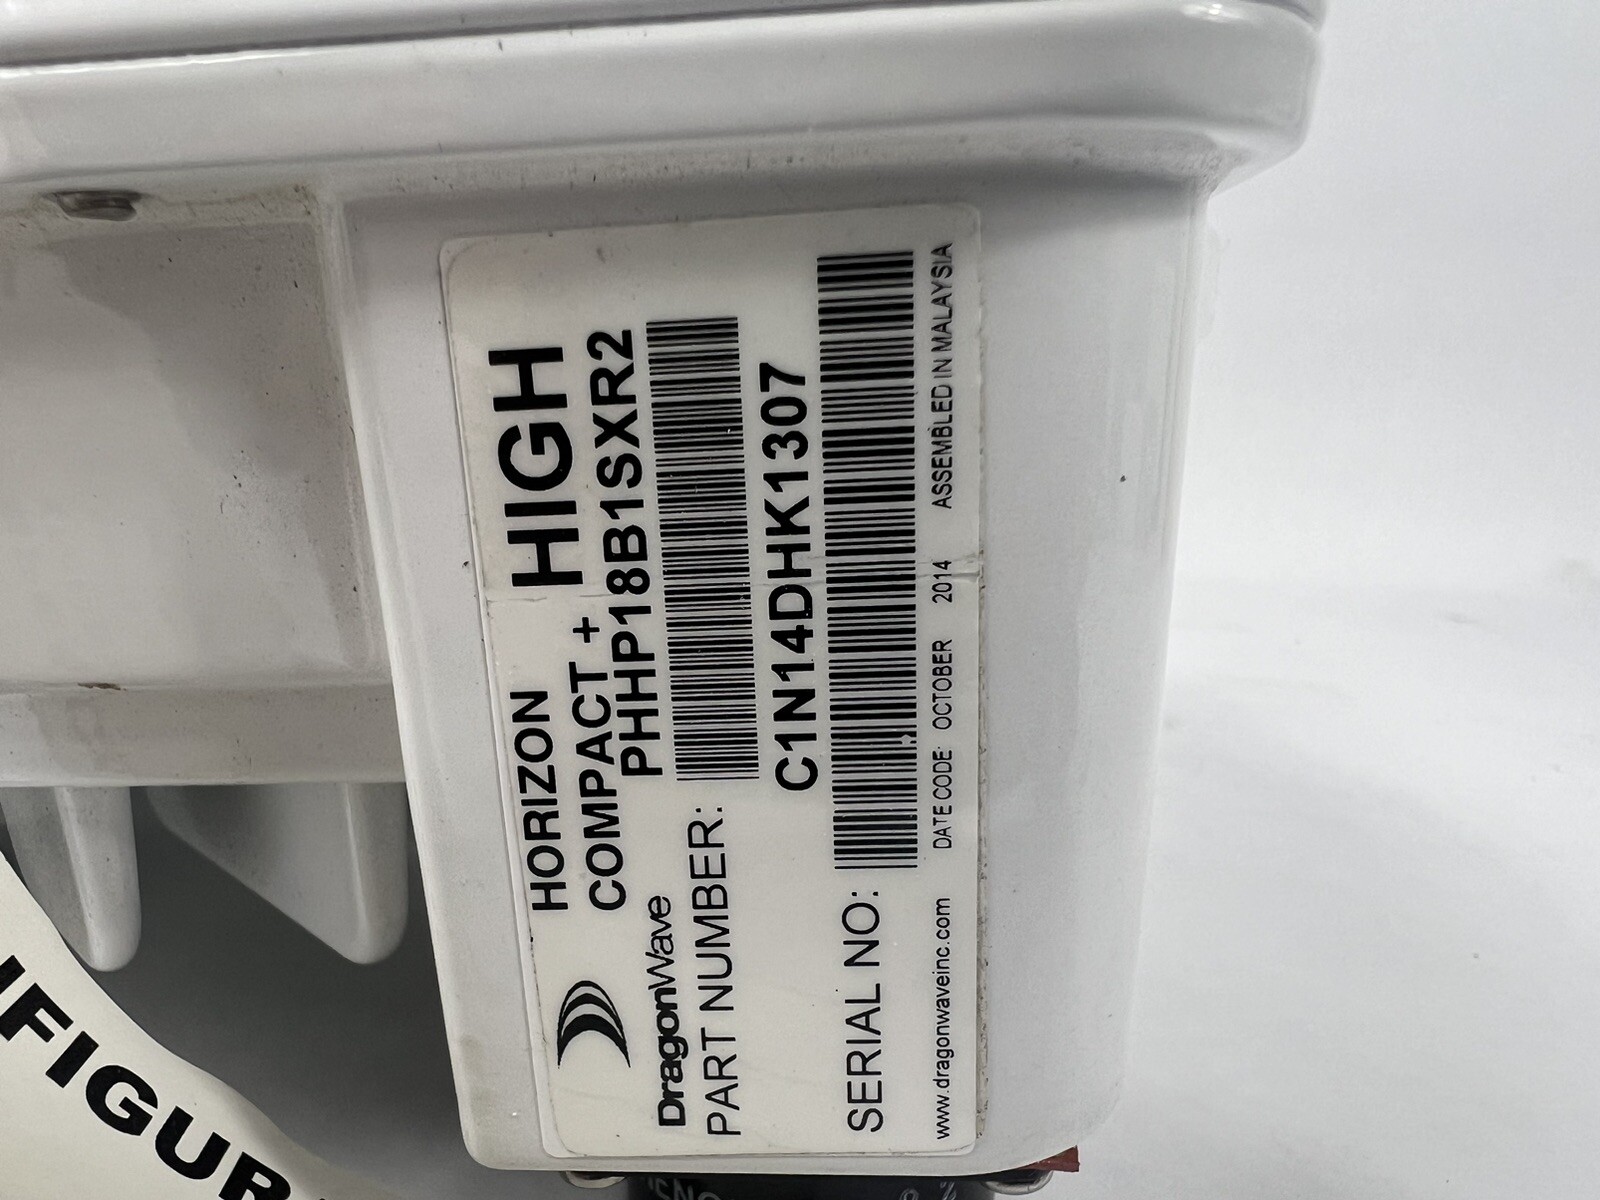 HORIZON
COMPACT +
HIGH
DragonWave
PHHP18B1SXR2
PART NUMBER:
C1N14DHK1307
SERIAL NO:
www.dragonwaveinc.com DATE CODE: OCTOBER 2014 ASSEMBLED IN MALAYSIA